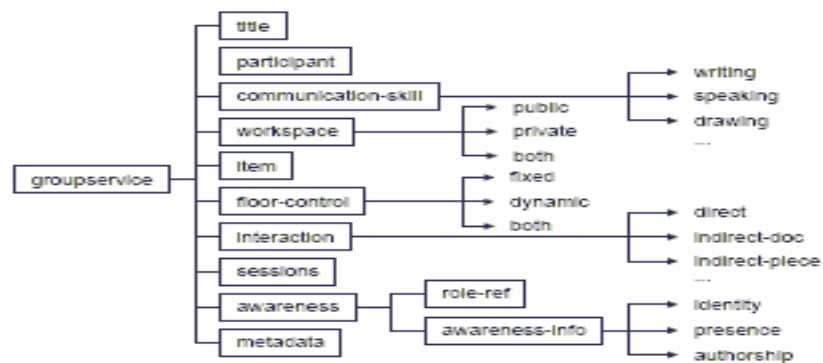 title
participant
communication-skill
workspace
item
groupservice
floor-control
interaction
sessions
awareness
metadata
role-ref
awareness-info
public
private
both
fixed
dynamic
both
writing
speaking
drawing
...
direct
indirect-doc
indirect-piece
...
identity
presence
authorship